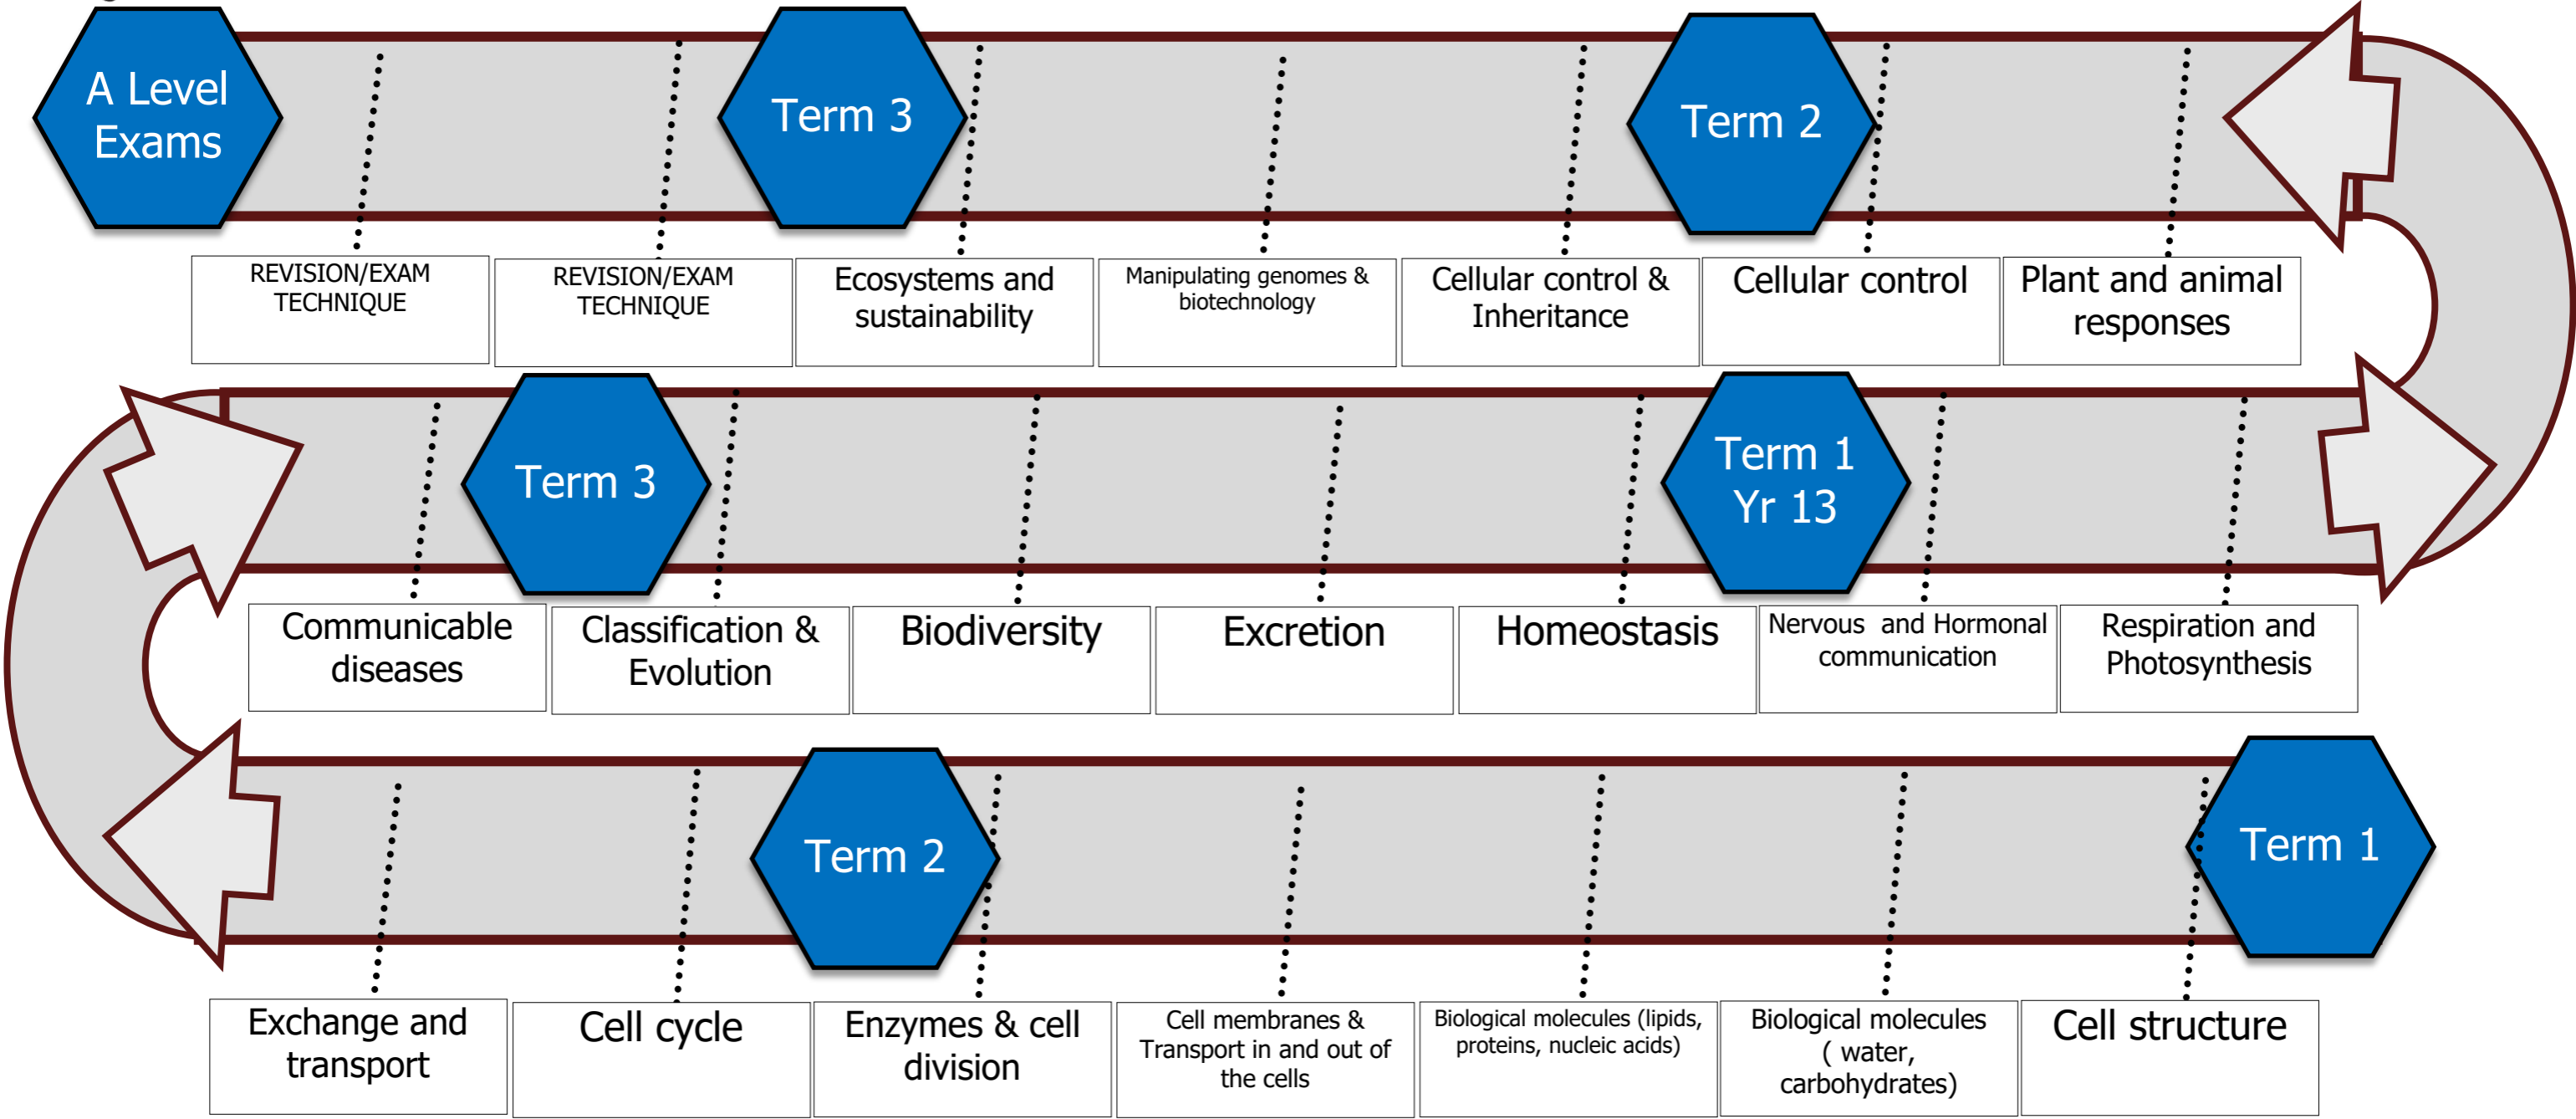 A Level
Exams
Term 3
Term 2
REVISION/EXAM
TECHNIQUE
REVISION/EXAM
TECHNIQUE
Ecosystems and
sustainability
Manipulating genomes &
biotechnology
Cellular control &
Inheritance
Cellular control
Plant and animal
responses
Term 3
Term 1
Yr 13
Communicable
diseases
Classification &
Evolution
Biodiversity
Excretion
Homeostasis
Nervous and Hormonal
communication
Respiration and
Photosynthesis
Term 2
Term 1
Exchange and
transport
Cell cycle
Enzymes & cell
division
Cell membranes &
Transport in and out of
the cells
Biological molecules (lipids,
proteins, nucleic acids)
Biological molecules
( water,
carbohydrates)
Cell structure